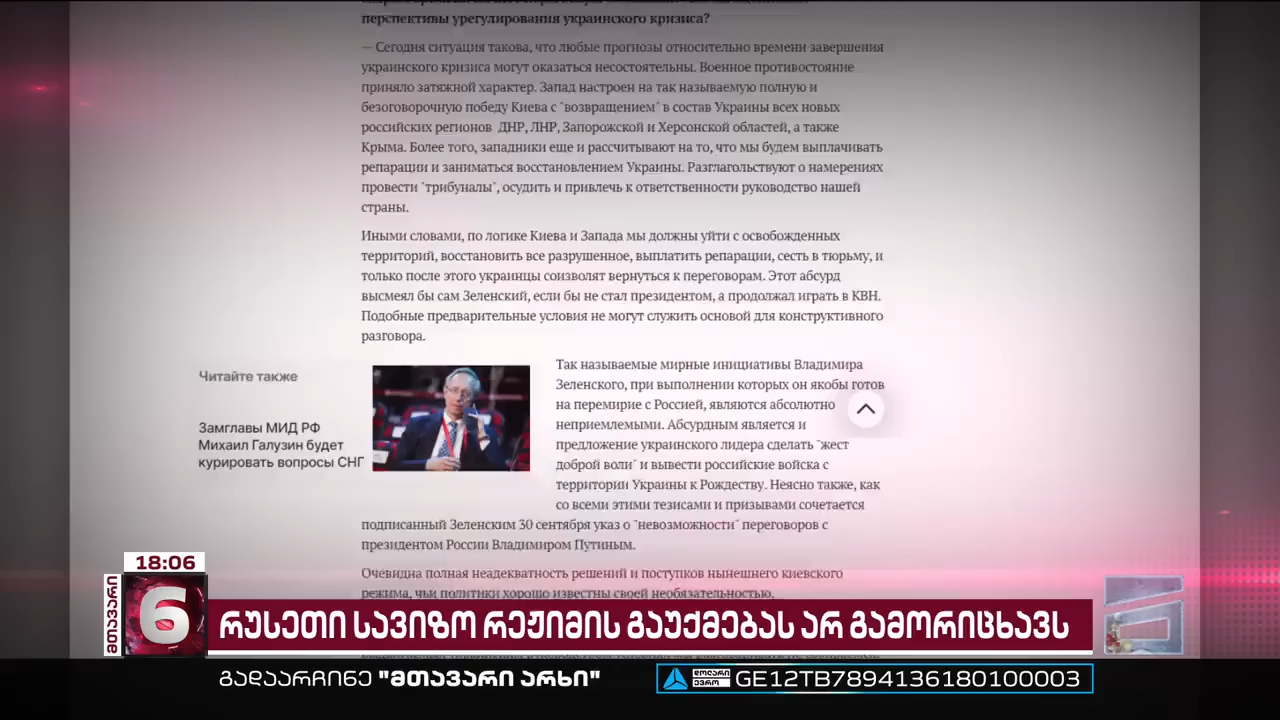 перспективы урегулирования украинского кризиса?
— Сегодня ситуация такова, что любые прогнозы относительно времени завершения
украинского кризиса могут оказаться несостоятельны. Военное противостояние
приняло затяжной характер. Запад настроен на так называемую полную и
безоговорочную победу Киева с "возвращением" в состав Украины всех новых
российских регионов ДНР, ЛНР, Запорожской и Херсонской областей, а также
Крыма. Более того, западники еще и рассчитывают на то, что мы будем выплачивать
репарации и заниматься восстановлением Украины. Разглагольствуют о намерениях
провести "трибуналы", осудить и привлечь к ответственности руководство нашей
страны.
Иными словами, по логике Киева и Запада мы должны уйти с освобожденных
территорий, восстановить все разрушенное, выплатить репарации, сесть в тюрьму, и
только после этого украинцы соизволят вернуться к переговорам. Этот абсурд
высмеял бы сам Зеленский, если бы не стал президентом, а продолжал играть в КВН.
Подобные предварительные условия не могут служить основой для конструктивного
разговора.
Читайте также
Замглавы МИД РФ
Михаил Галузин будет
курировать вопросы СНГ
Так называемые мирные инициативы Владимира
Зеленского, при выполнении которых он якобы готов
на перемирие с Россией, являются абсолютно
неприемлемыми. Абсурдным является и
предложение украинского лидера сделать "жест
доброй воли" и вывести российские войска с
территории Украины к Рождеству. Неясно также, как
со всеми этими тезисами и призывами сочетается
подписанный Зеленским 30 сентября указ о "невозможности" переговоров с
президентом России Владимиром Путиным.
Очевидна полная неадекватность решений и поступков нынешнего киевского
режима, чьи политики хорошо известны своей необязательностью,
18:06
მთავარი
6
რუსეთი სავიზო რეჟიმის გაუქმებას არ გამორიცხავს
გადაარჩინე "მთავარი არხი"
დოლარი
ევრო
GE12TB7894136180100003